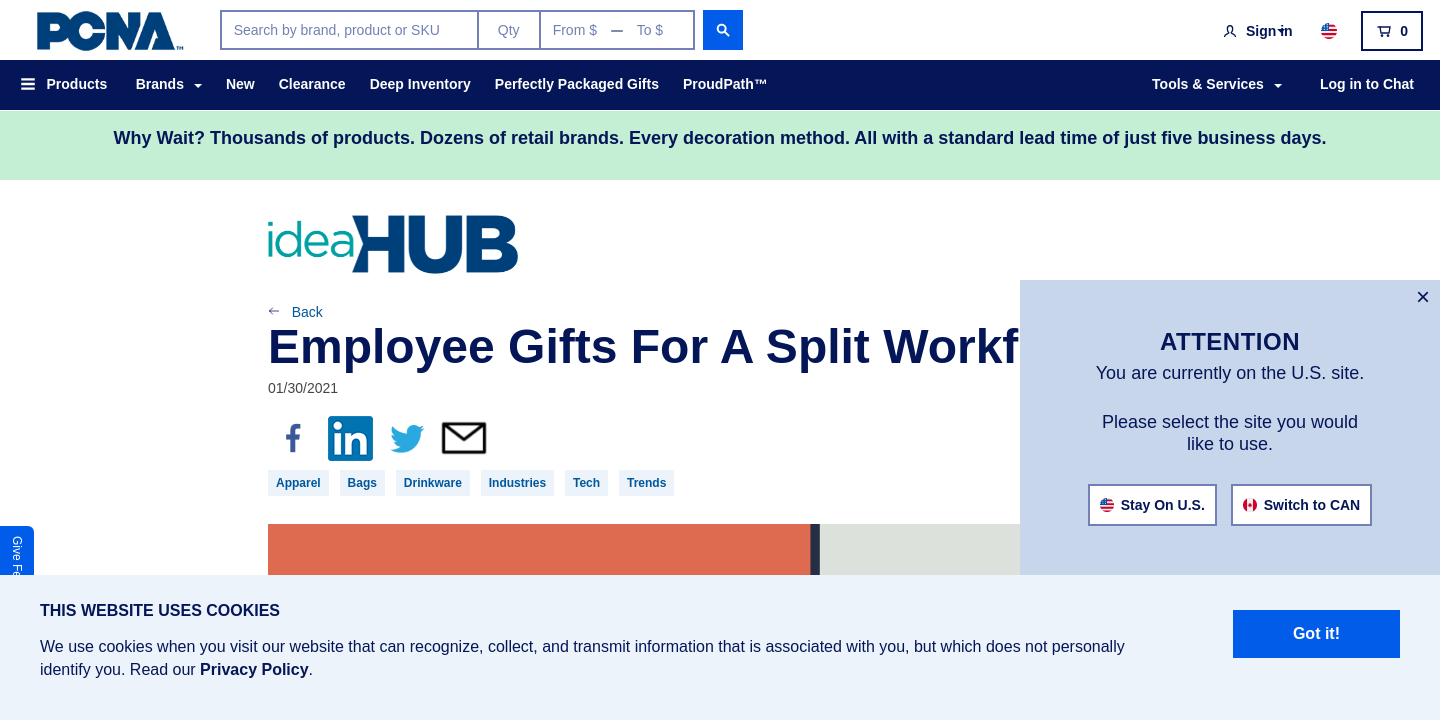 PCNA™
Search by brand, product or SKU
Qty
From $ — To $
Sign In
0
Products
Brands
New
Clearance
Deep Inventory
Perfectly Packaged Gifts
ProudPath™
Tools & Services
Log in to Chat
Why Wait? Thousands of products. Dozens of retail brands. Every decoration method. All with a standard lead time of just five business days.
ideaHUB
Back
Employee Gifts For A Split Workf
01/30/2021
Apparel
Bags
Drinkware
Industries
Tech
Trends
×
ATTENTION
You are currently on the U.S. site.
Please select the site you would
like to use.
Stay On U.S.
Switch to CAN
Give Fe
THIS WEBSITE USES COOKIES
We use cookies when you visit our website that can recognize, collect, and transmit information that is associated with you, but which does not personally
identify you. Read our Privacy Policy.
Got it!